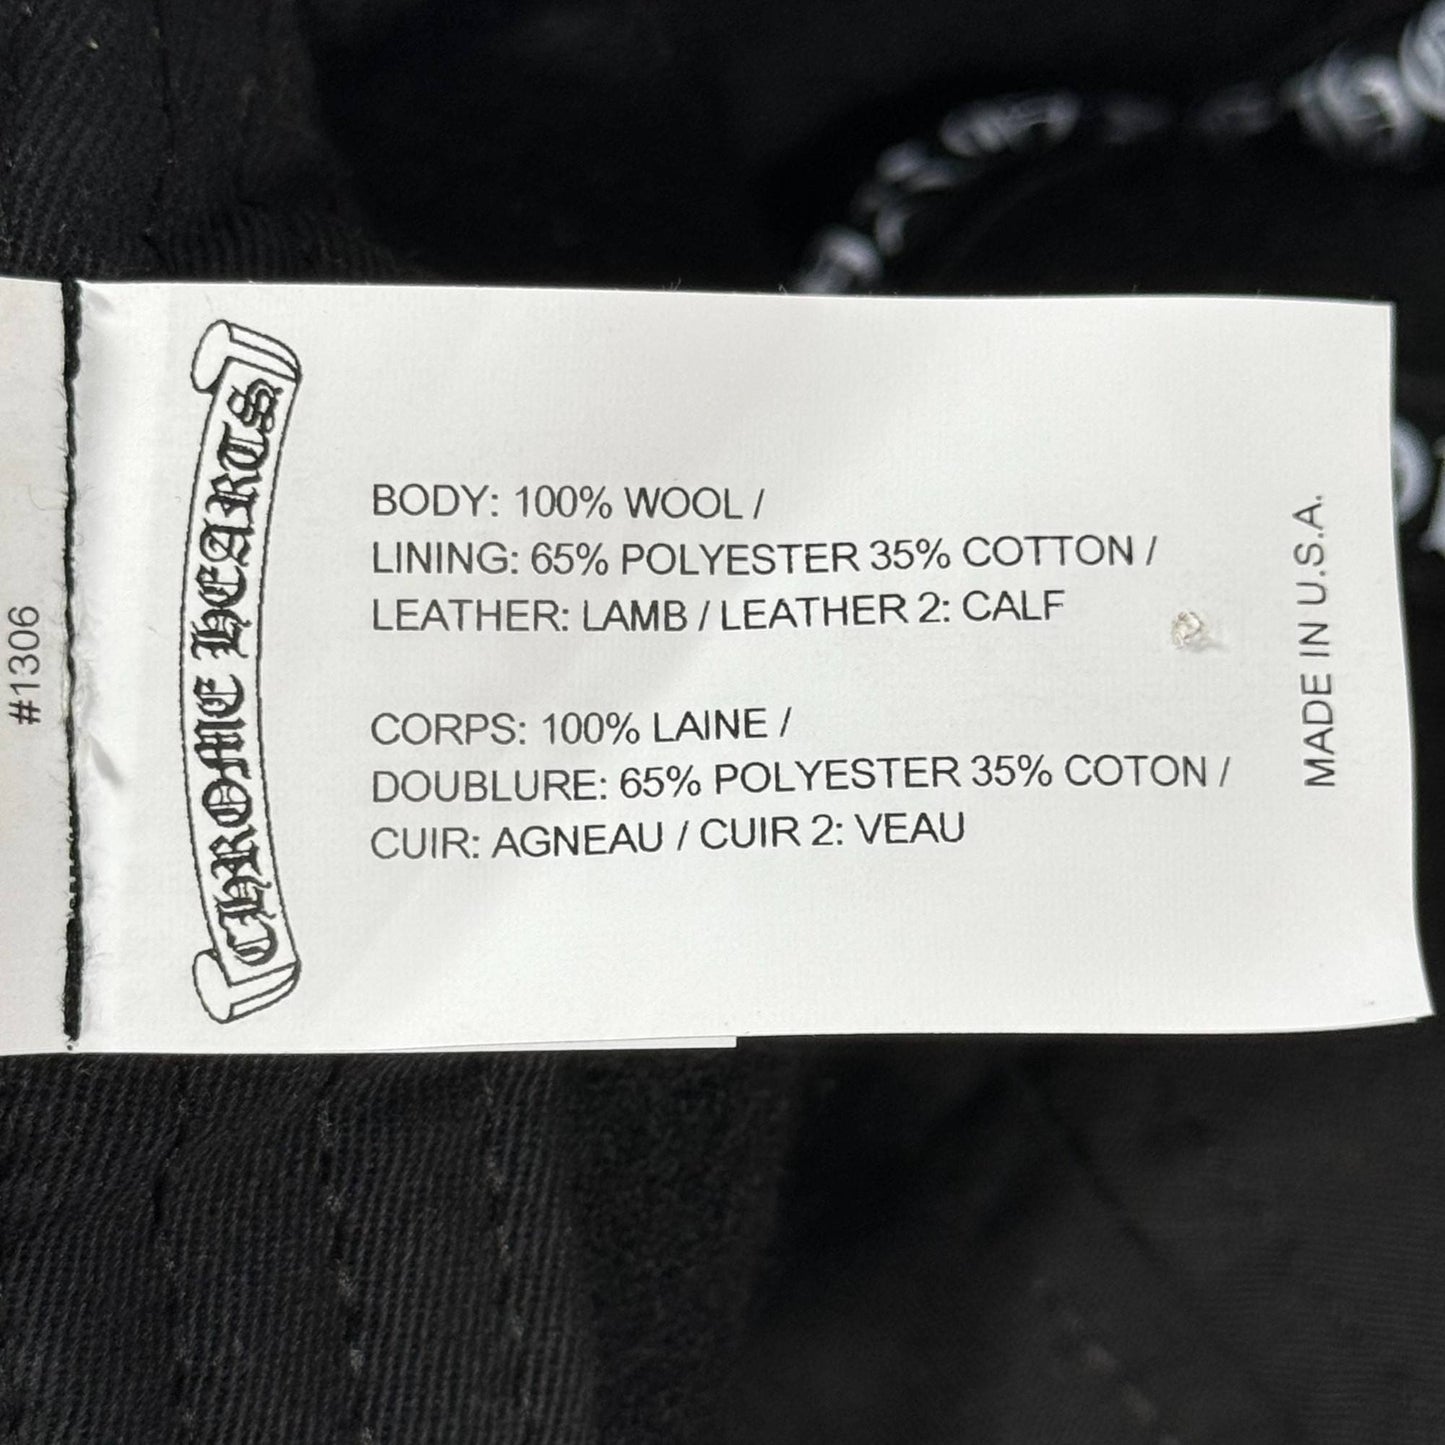 #1306
CHROME HEARTS
BODY: 100% WOOL /
LINING: 65% POLYESTER 35% COTTON /
LEATHER: LAMB / LEATHER 2: CALF
CORPS: 100% LAINE /
DOUBLURE: 65% POLYESTER 35% COTON /
CUIR: AGNEAU / CUIR 2: VEAU
MADE IN U.S.A.